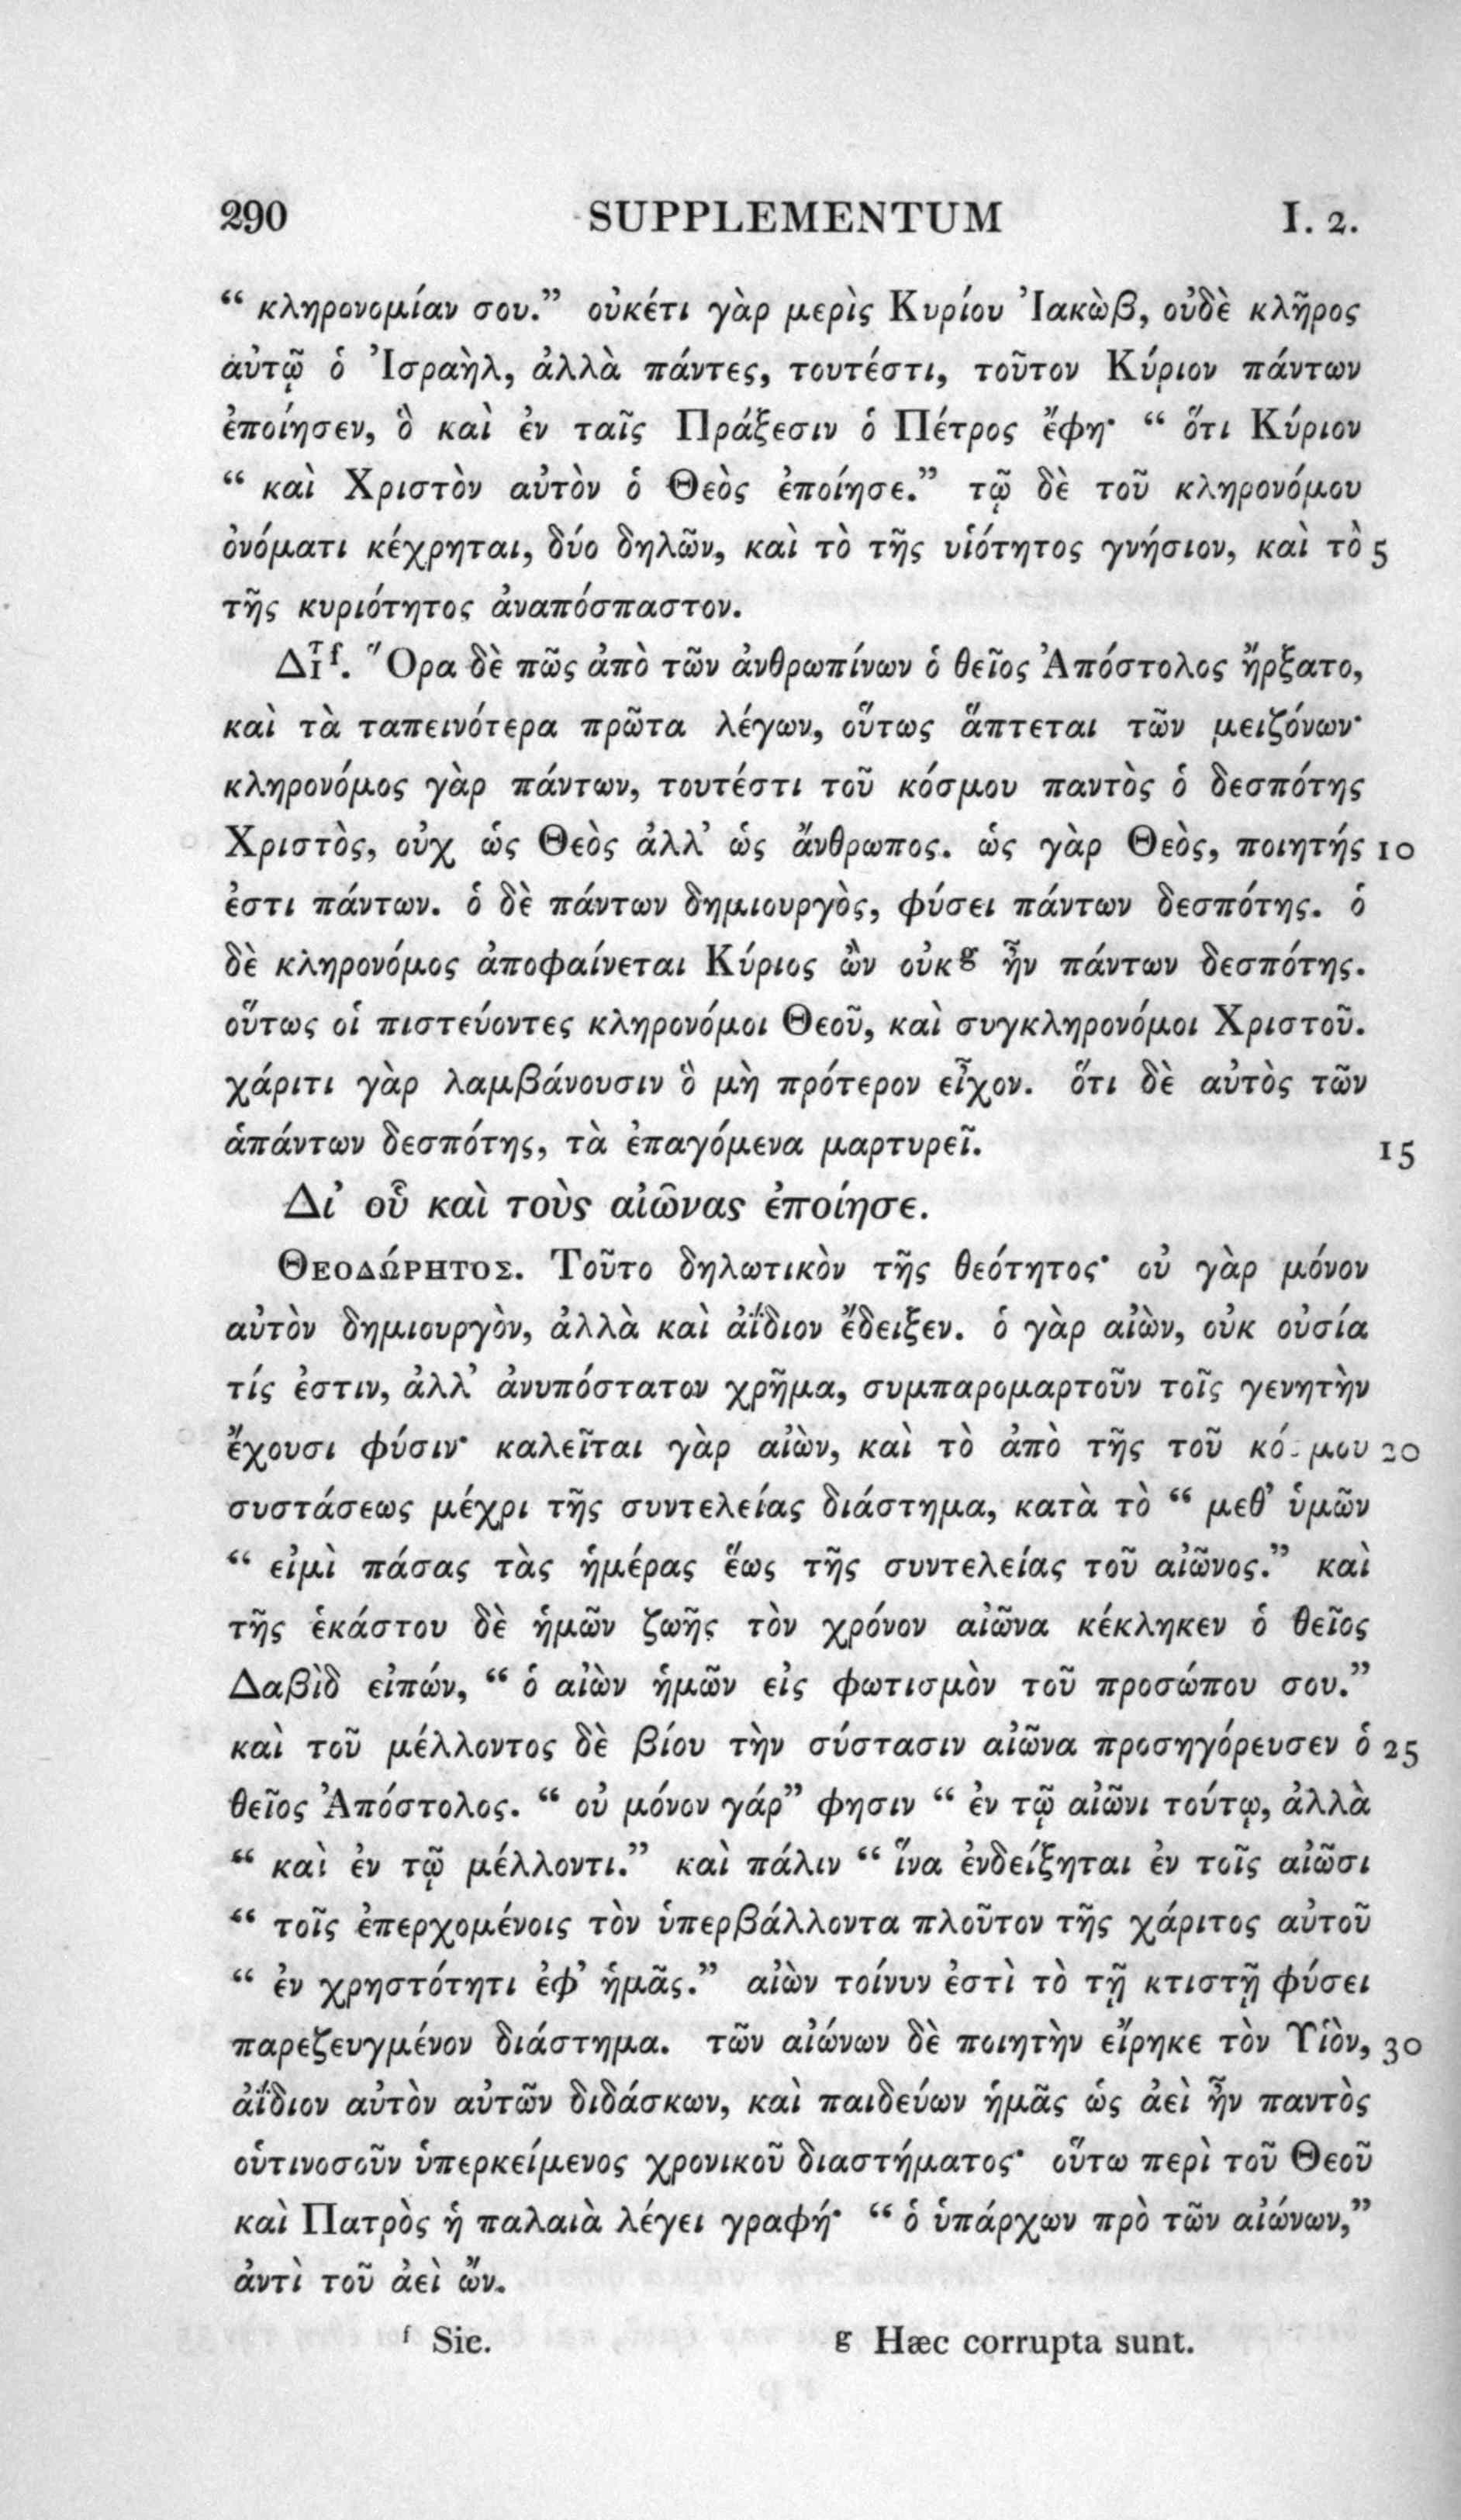 290 SUPPLEMENTUM I. 2.
“ κληρονομίαν σου.” οὐκέτι γὰρ μερὶς Κυρίου Ἰακὼβ, οὐδὲ κλῆρος
αὐτῷ ὁ Ἰσραὴλ, ἀλλὰ πάντες, τουτέστι, τοῦτον Κύριον πάντων
ἐποίησεν, ὃ καὶ ἐν ταῖς Πράξεσιν ὁ Πέτρος ἔφη· “ ὅτι Κύριον
“ καὶ Χριστὸν αὐτὸν ὁ Θεὸς ἐποίησε.” τῷ δὲ τοῦ κληρονόμου
ὀνόματι κέχρηται, δύο δηλῶν, καὶ τὸ τῆς υἱότητος γνήσιον, καὶ τὸ 5
τῆς κυριότητος ἀναπόσπαστον.
ΔΙ^τ f. Ὅρα δὲ πῶς ἀπὸ τῶν ἀνθρωπίνων ὁ θεῖος Ἀπόστολος ἤρξατο,
καὶ τὰ ταπεινότερα πρῶτα λέγων, οὕτως ἅπτεται τῶν μειζόνων·
κληρονόμος γὰρ πάντων, τουτέστι τοῦ κόσμου παντὸς ὁ δεσπότης
Χριστὸς, οὐχ ὡς Θεὸς ἀλλ’ ὡς ἄνθρωπος. ὡς γὰρ Θεὸς, ποιητής 10
ἐστι πάντων. ὁ δὲ πάντων δημιουργὸς, φύσει πάντων δεσπότης. ὁ
δὲ κληρονόμος ἀποφαίνεται Κύριος ὢν οὐκ g ἦν πάντων δεσπότης.
οὕτως οἱ πιστεύοντες κληρονόμοι Θεοῦ, καὶ συγκληρονόμοι Χριστοῦ.
χάριτι γὰρ λαμβάνουσιν ὃ μὴ πρότερον εἶχον. ὅτι δὲ αὐτὸς τῶν
ἁπάντων δεσπότης, τὰ ἐπαγόμενα μαρτυρεῖ. 15
Δι’ οὗ καὶ τοὺς αἰῶνας ἐποίησε.
ΘΕΟΔΏΡΗΤΟΣ. Τοῦτο δηλωτικὸν τῆς θεότητος· οὐ γὰρ μόνον
αὐτὸν δημιουργὸν, ἀλλὰ καὶ ἀΐδιον ἔδειξεν. ὁ γὰρ αἰὼν, οὐκ οὐσία
τίς ἐστιν, ἀλλ’ ἀνυπόστατον χρῆμα, συμπαρομαρτοῦν τοῖς γενητὴν
ἔχουσι φύσιν· καλεῖται γὰρ αἰὼν, καὶ τὸ ἀπὸ τῆς τοῦ κόσμου 20
συστάσεως μέχρι τῆς συντελείας διάστημα, κατὰ τὸ “ μεθ’ ὑμῶν
“ εἰμὶ πάσας τὰς ἡμέρας ἕως τῆς συντελείας τοῦ αἰῶνος.” καὶ
τῆς ἑκάστου δὲ ἡμῶν ζωῆς τὸν χρόνον αἰῶνα κέκληκεν ὁ θεῖος
Δαβὶδ εἰπών, “ ὁ αἰὼν ἡμῶν εἰς φωτισμὸν τοῦ προσώπου σου.”
καὶ τοῦ μέλλοντος δὲ βίου τὴν σύστασιν αἰῶνα προσηγόρευσεν ὁ 25
θεῖος Ἀπόστολος. “ οὐ μόνον γάρ” φησιν “ ἐν τῷ αἰῶνι τούτῳ, ἀλλὰ
“ καὶ ἐν τῷ μέλλοντι.” καὶ πάλιν “ ἵνα ἐνδείξηται ἐν τοῖς αἰῶσι
“ τοῖς ἐπερχομένοις τὸν ὑπερβάλλοντα πλοῦτον τῆς χάριτος αὐτοῦ
“ ἐν χρηστότητι ἐφ’ ἡμᾶς.” αἰὼν τοίνυν ἐστὶ τὸ τῇ κτιστῇ φύσει
παρεζευγμένον διάστημα. τῶν αἰώνων δὲ ποιητὴν εἴρηκε τὸν Υἱὸν, 30
ἀΐδιον αὐτὸν αὐτῶν διδάσκων, καὶ παιδεύων ἡμᾶς ὡς ἀεὶ ἦν παντὸς
οὑτινοσοῦν ὑπερκείμενος χρονικοῦ διαστήματος· οὕτω περὶ τοῦ Θεοῦ
καὶ Πατρὸς ἡ παλαιὰ λέγει γραφή· “ ὁ ὑπάρχων πρὸ τῶν αἰώνων,”
ἀντὶ τοῦ ἀεὶ ὤν.
f Sic. g Hæc corrupta sunt.